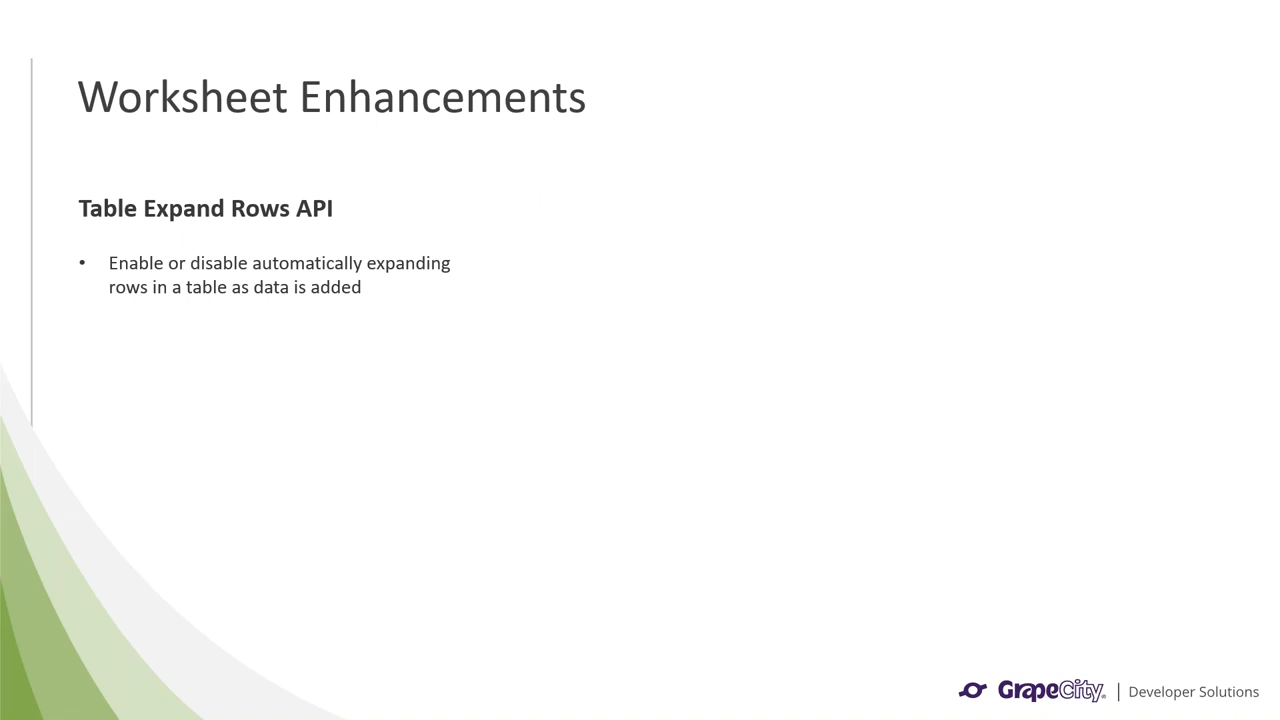 Worksheet Enhancements
Table Expand Rows API
• Enable or disable automatically expanding
rows in a table as data is added
GrapeCity® | Developer Solutions